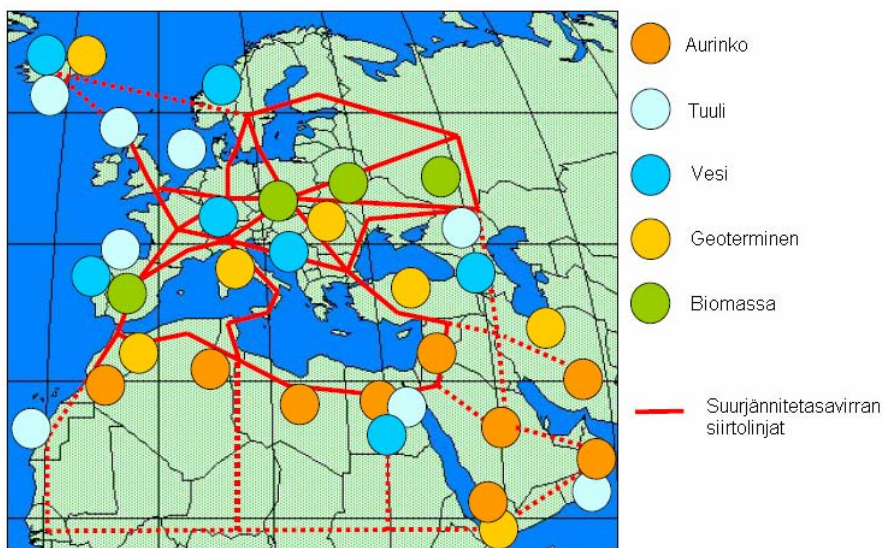 Aurinko
Tuuli
Vesi
Geoterminen
Biomassa
Suurjännitetasavirran
siirtolinjat